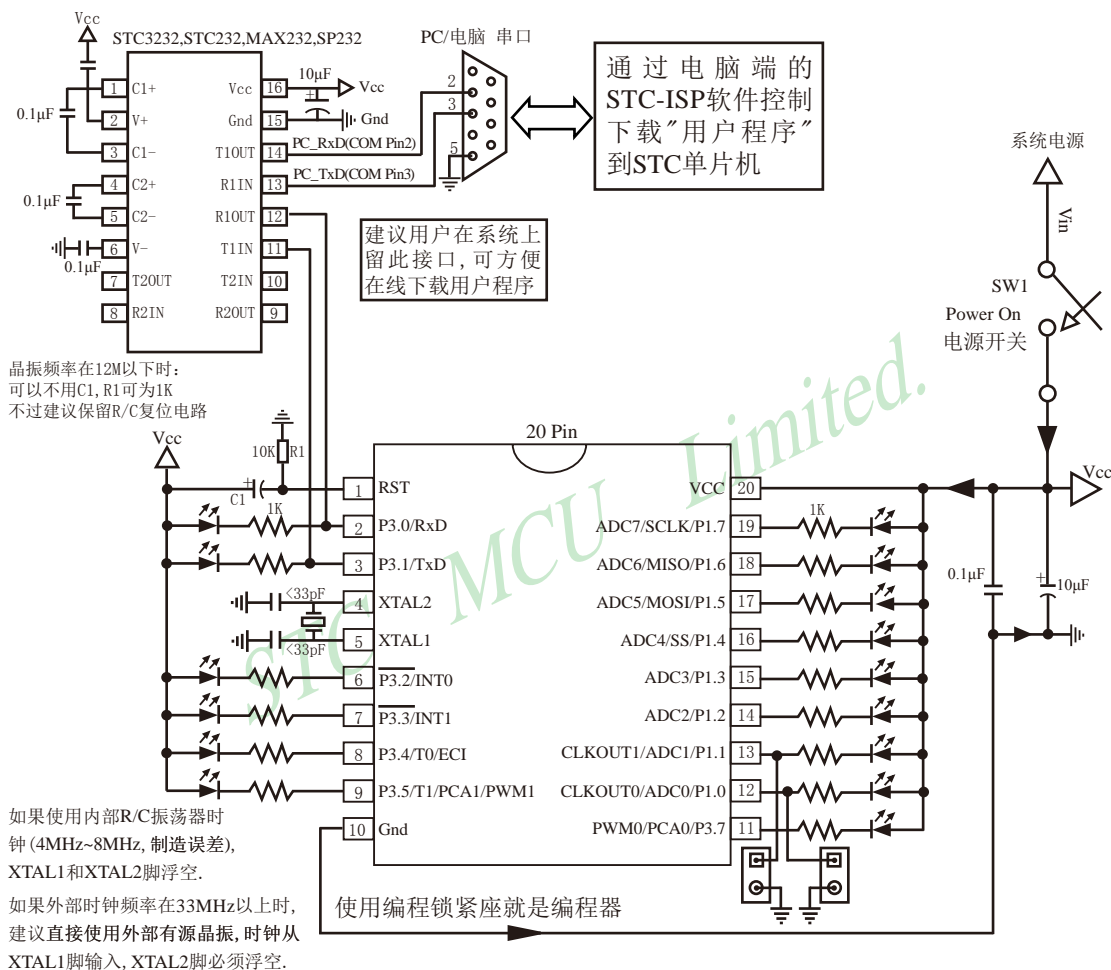 Vcc
STC3232,STC232,MAX232,SP232
PC/电脑 串口
1 C1+ Vcc 16
10μF
Vcc
0.1μF
2 V+ Gnd 15
Gnd
3 C1- T1OUT 14
PC_RxD(COM Pin2)
4 C2+ R1IN 13
PC_TxD(COM Pin3)
0.1μF
5 C2- R1OUT 12
6 V- T1IN 11
0.1μF
7 T2OUT T2IN 10
8 R2IN R2OUT 9
2
3
5
通过电脑端的
STC-ISP软件控制
下载"用户程序"
到STC单片机
建议用户在系统上
留此接口,可方便
在线下载用户程序
系统电源
Vin
SW1
Power On
电源开关
晶振频率在12M以下时:
可以不用C1,R1可为1K
不过建议保留R/C复位电路
Vcc
10K R1
C1
1K
20 Pin
1 RST VCC 20
Vcc
2 P3.0/RxD ADC7/SCLK/P1.7 19
1K
3 P3.1/TxD ADC6/MISO/P1.6 18
<33pF
4 XTAL2 ADC5/MOSI/P1.5 17
0.1μF
10μF
5 XTAL1 ADC4/SS/P1.4 16
<33pF
6 P3.2/INT0 ADC3/P1.3 15
7 P3.3/INT1 ADC2/P1.2 14
8 P3.4/T0/ECI CLKOUT1/ADC1/P1.1 13
9 P3.5/T1/PCA1/PWM1 CLKOUT0/ADC0/P1.0 12
10 Gnd PWM0/PCA0/P3.7 11
STC MCU Limited.
如果使用内部R/C振荡器时
钟(4MHz~8MHz,制造误差),
XTAL1和XTAL2脚浮空.
如果外部时钟频率在33MHz以上时,
建议直接使用外部有源晶振,时钟从
XTAL1脚输入,XTAL2脚必须浮空.
使用编程锁紧座就是编程器